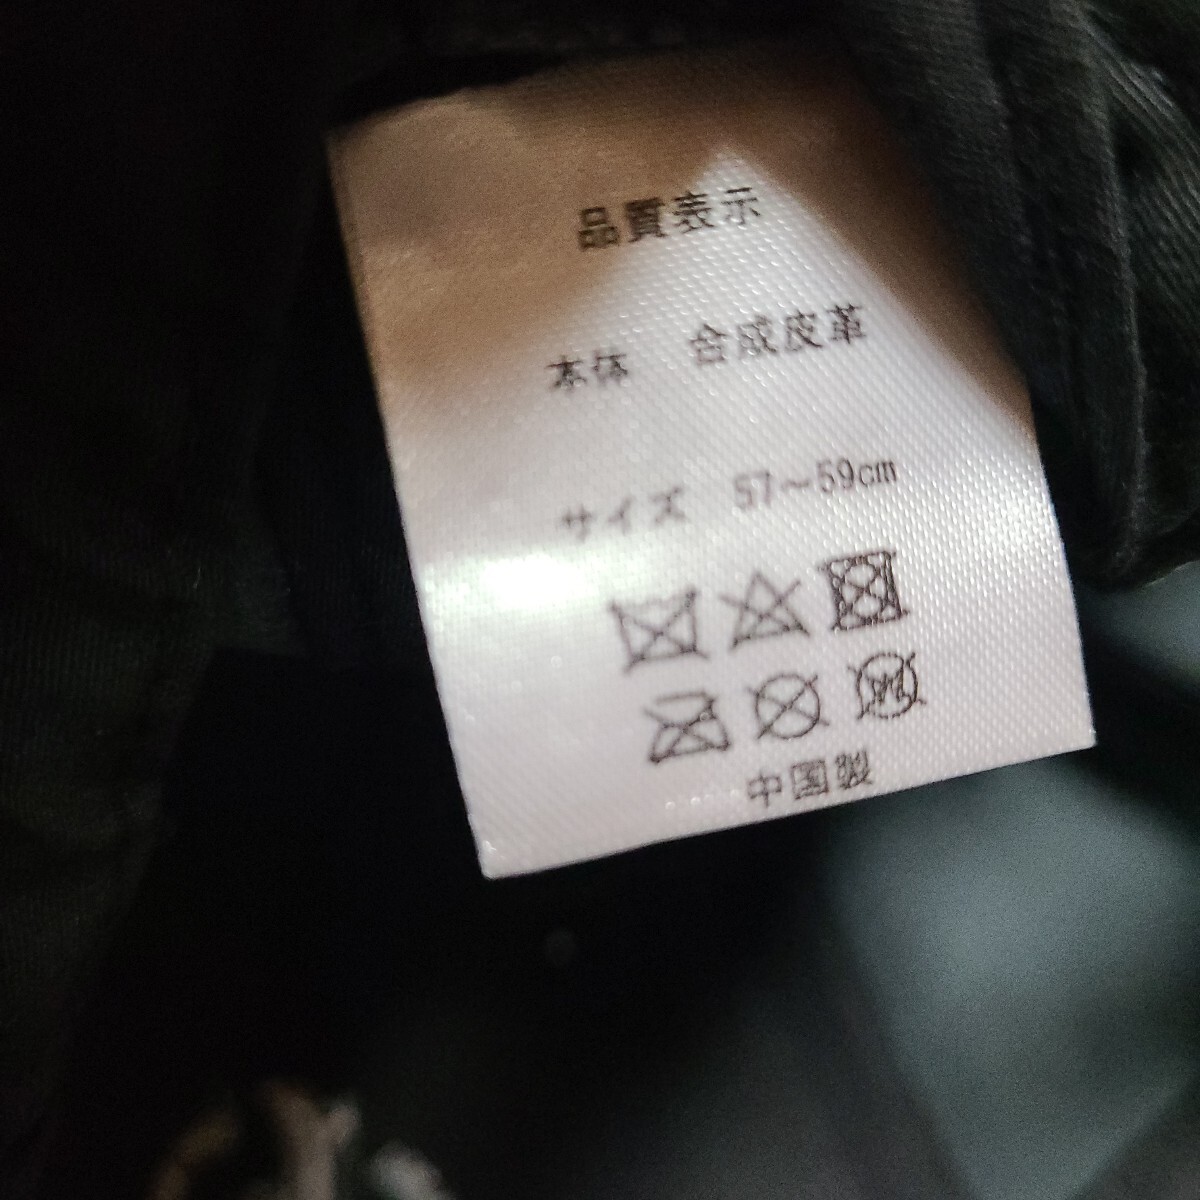 品質表示
本体 合成皮革
サイズ 57～59cm
中国製